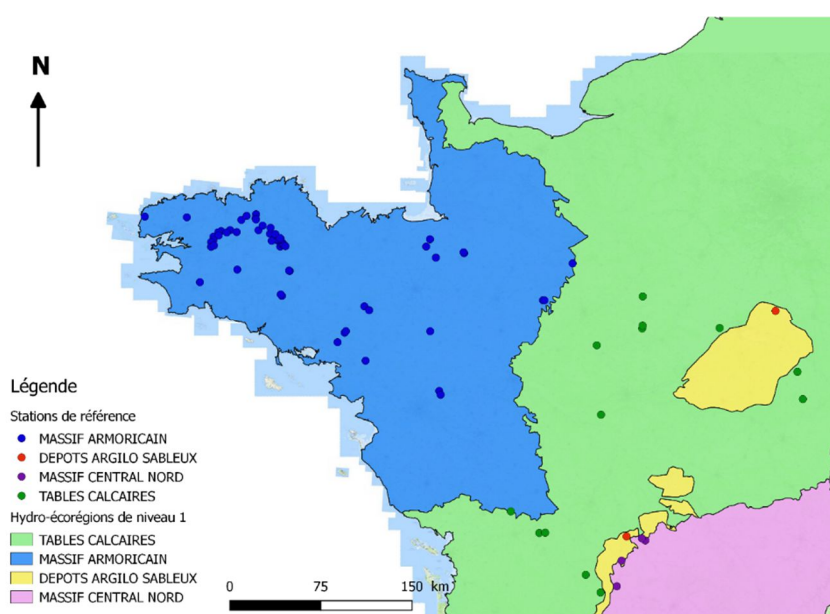 N
Légende
Stations de référence
MASSIF ARMORICAIN
DEPOTS ARGILO SABLEUX
MASSIF CENTRAL NORD
TABLES CALCAIRES
Hydro-écorégions de niveau 1
TABLES CALCAIRES
MASSIF ARMORICAIN
DEPOTS ARGILO SABLEUX
MASSIF CENTRAL NORD
0 75 150 km